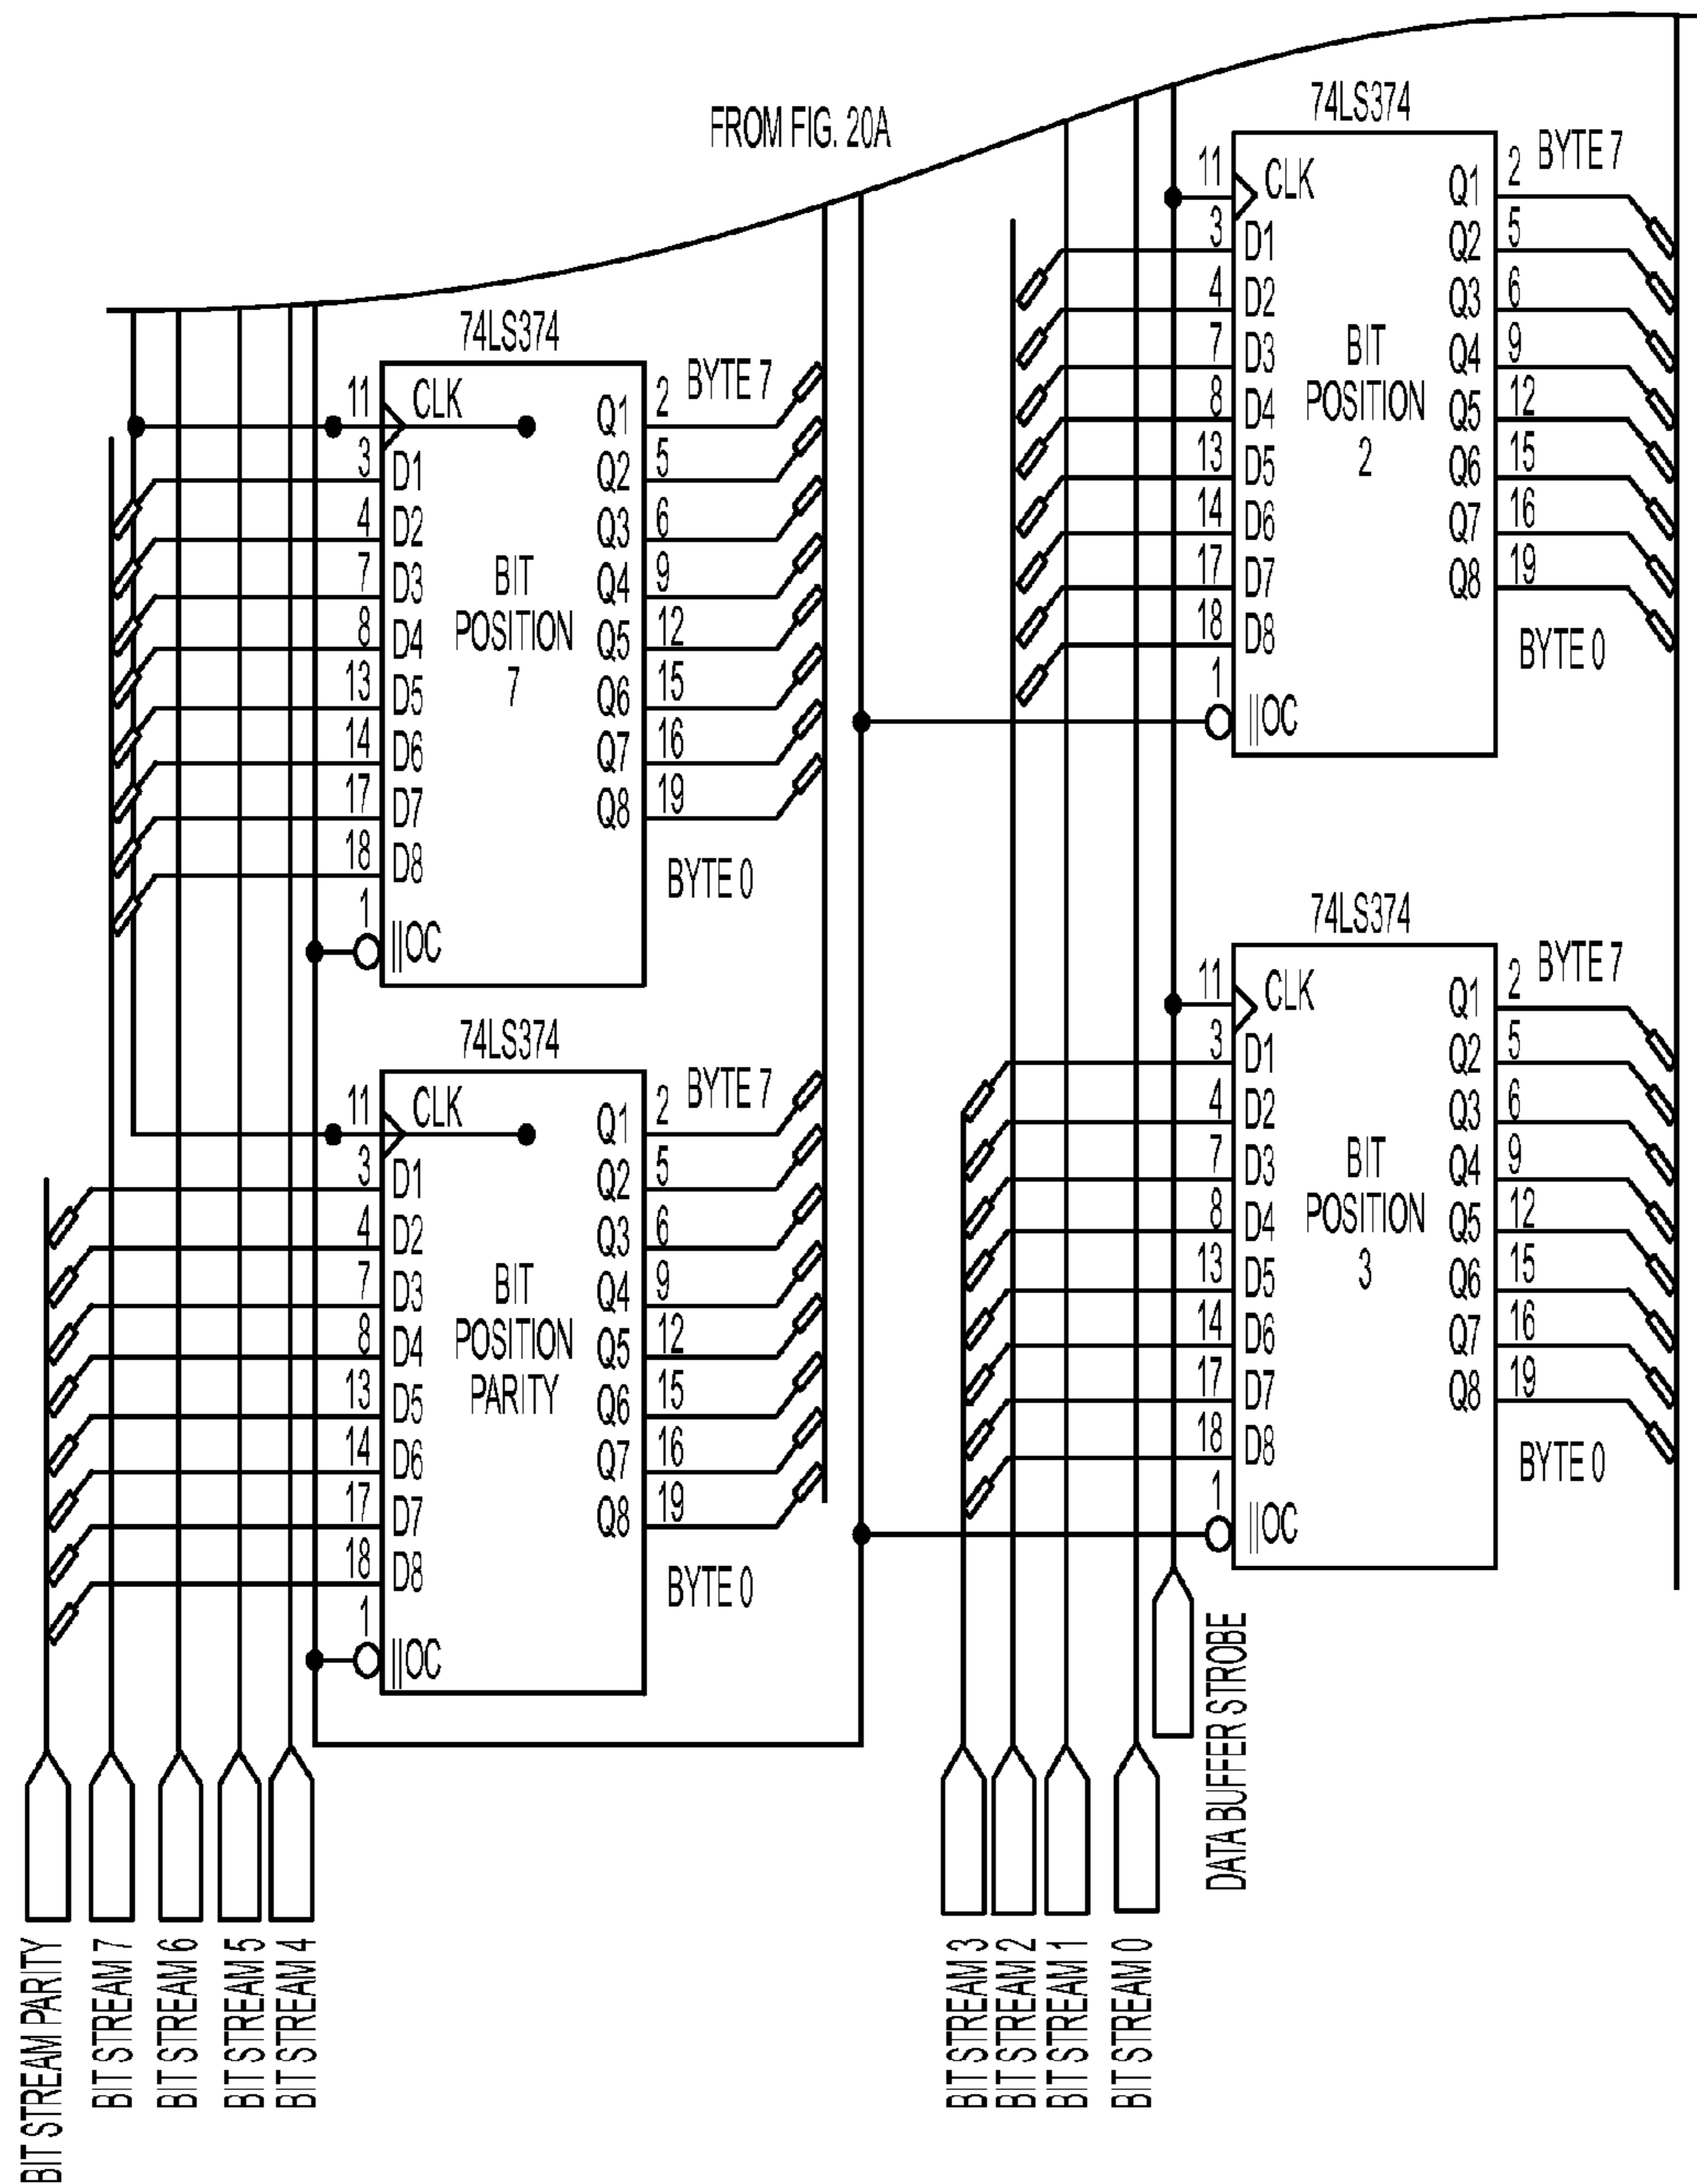 FROM FIG. 20A
74LS374
11 CLK Q1 2 BYTE 7
3 D1 Q2 5
4 D2 Q3 6
7 D3 Q4 9
8 D4 Q5 12
13 D5 Q6 15
14 D6 Q7 16
17 D7 Q8 19
18 D8 BYTE 0
1 ||OC
BIT
POSITION
7
74LS374
11 CLK Q1 2 BYTE 7
3 D1 Q2 5
4 D2 Q3 6
7 D3 Q4 9
8 D4 Q5 12
13 D5 Q6 15
14 D6 Q7 16
17 D7 Q8 19
18 D8 BYTE 0
1 ||OC
BIT
POSITION
PARITY
74LS374
11 CLK Q1 2 BYTE 7
3 D1 Q2 5
4 D2 Q3 6
7 D3 Q4 9
8 D4 Q5 12
13 D5 Q6 15
14 D6 Q7 16
17 D7 Q8 19
18 D8 BYTE 0
1 ||OC
BIT
POSITION
2
74LS374
11 CLK Q1 2 BYTE 7
3 D1 Q2 5
4 D2 Q3 6
7 D3 Q4 9
8 D4 Q5 12
13 D5 Q6 15
14 D6 Q7 16
17 D7 Q8 19
18 D8 BYTE 0
1 ||OC
BIT
POSITION
3
BIT STREAM PARITY
BIT STREAM 7
BIT STREAM 6
BIT STREAM 5
BIT STREAM 4
BIT STREAM 3
BIT STREAM 2
BIT STREAM 1
BIT STREAM 0
DATA BUFFER STROBE